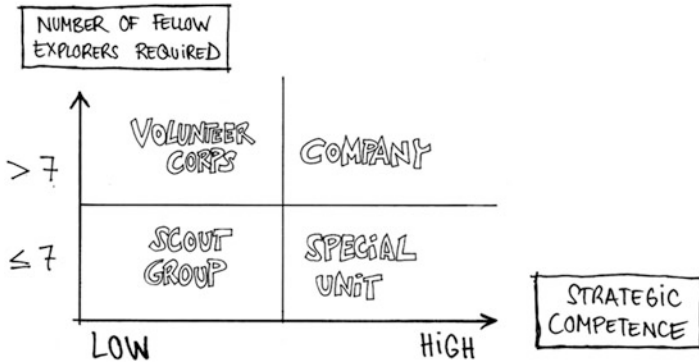 NUMBER OF FELLOW
EXPLORERS REQUIRED
> 7
VOLUNTEER
CORPS
COMPANY
≤ 7
SCOUT
GROUP
SPECiAL
UNiT
LOW
HiGH
STRATEGiC
COMPETENCE